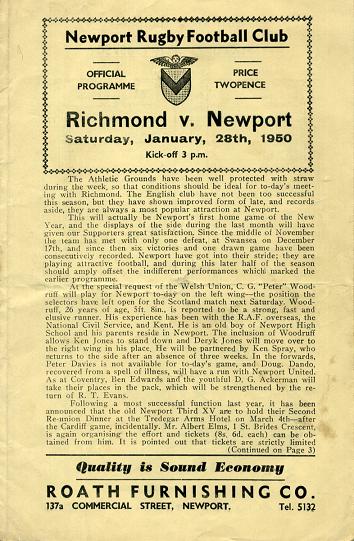 Newport Rugby Football Club
OFFICIAL
PROGRAMME
PRICE
TWOPENCE
Richmond v. Newport
Saturday, January, 28th, 1950
Kick-off 3 p.m.
The Athletic Grounds have been well protected with straw
during the week, so that conditions should be ideal for to-day's meet-
ing with Richmond. The English club have not been too successful
this season, but they have shown improved form of late, and records
aside, they are always a most popular attraction at Newport.
This will actually be Newport's first home game of the New
Year, and the displays of the side during the last month will have
given our Supporters great satisfaction. Since the middle of November
the team has met with only one defeat, at Swansea on December
17th, and since then six victories and one drawn game have been
consecutively recorded. Newport have got into their stride; they are
playing attractive football, and during this later half of the season
should amply offset the indifferent performances which marked the
earlier programme.
At the special request of the Welsh Union, C. G. "Peter" Wood-
ruff will play for Newport to-day on the left wing—the position the
selectors have left open for the Scotland match next Saturday. Wood-
ruff, 26 years of age, 5ft. 8in., is reported to be a strong, fast and
elusive runner. His experience has been with the R.A.F. overseas, the
National Civil Service, and Kent. He is an old boy of Newport High
School and his parents reside in Newport. The inclusion of Woodruff
allows Ken Jones to stand down and Deryk Jones will move over to
the right wing in his place. He will be partnered by Ken Spray, who
returns to the side after an absence of three weeks. In the forwards,
Peter Davies is not available for to-day's game, and Doug. Dando,
recovered from a spell of illness, will have a run with Newport United.
As at Coventry, Ben Edwards and the youthful D. G. Ackerman will
take their places in the pack, which will be strengthened by the re-
turn of R. T. Evans.
Following a most successful function last year, it has been
announced that the old Newport Third XV are to hold their Second
Re-union Dinner at the Tredegar Arms Hotel on March 4th—after
the Cardiff game, incidentally. Mr. Albert Elms, 1 St. Brides Crescent,
is again organising the effort and tickets (8s, 6d, each) can be ob-
tained from him. It is pointed out that tickets are strictly limited
(Continued on Page 3)
Quality is Sound Economy
ROATH FURNISHING CO.
137a COMMERCIAL STREET, NEWPORT. Tel. 5132